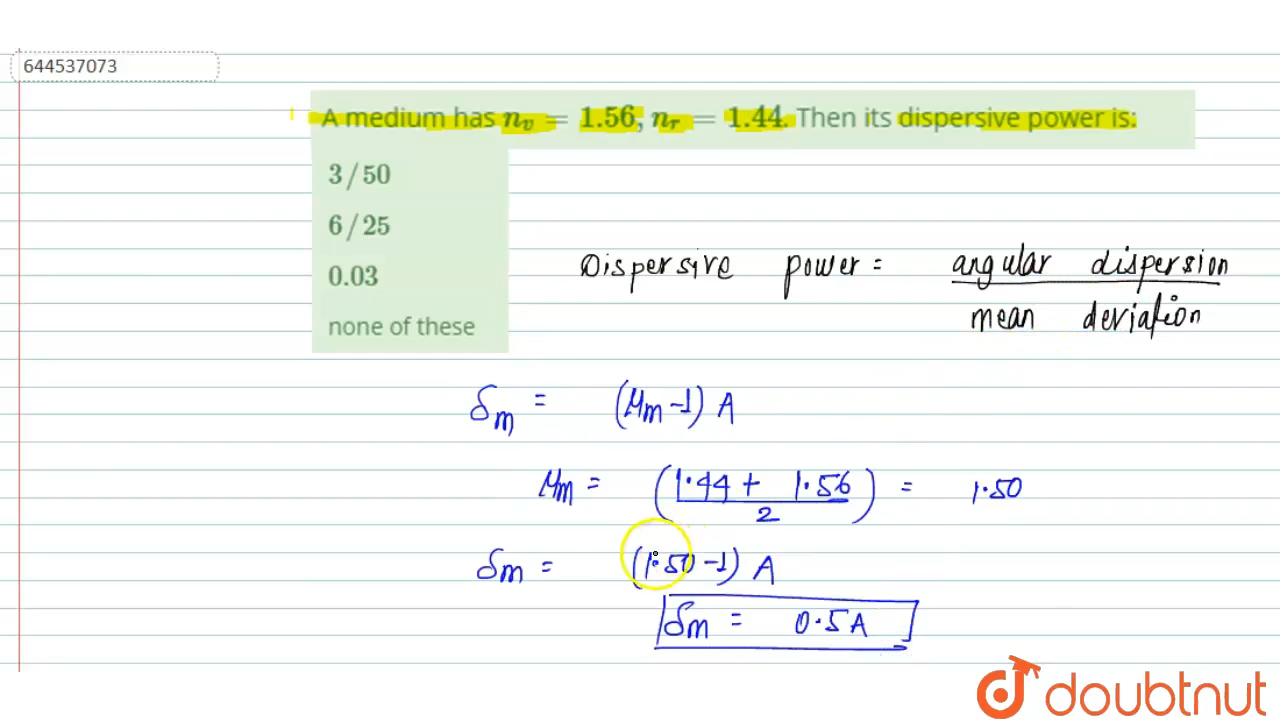 644537073
A medium has n_v = 1.56, n_r = 1.44. Then its dispersive power is:
3/50
6/25
0.03
none of these
Dispersive power = angular dispersion
mean deviation
δm = (μm-1) A
μm = (1.44 + 1.56 / 2) = 1.50
δm = (1.50 -1) A
δm = 0.5A
doubtnut